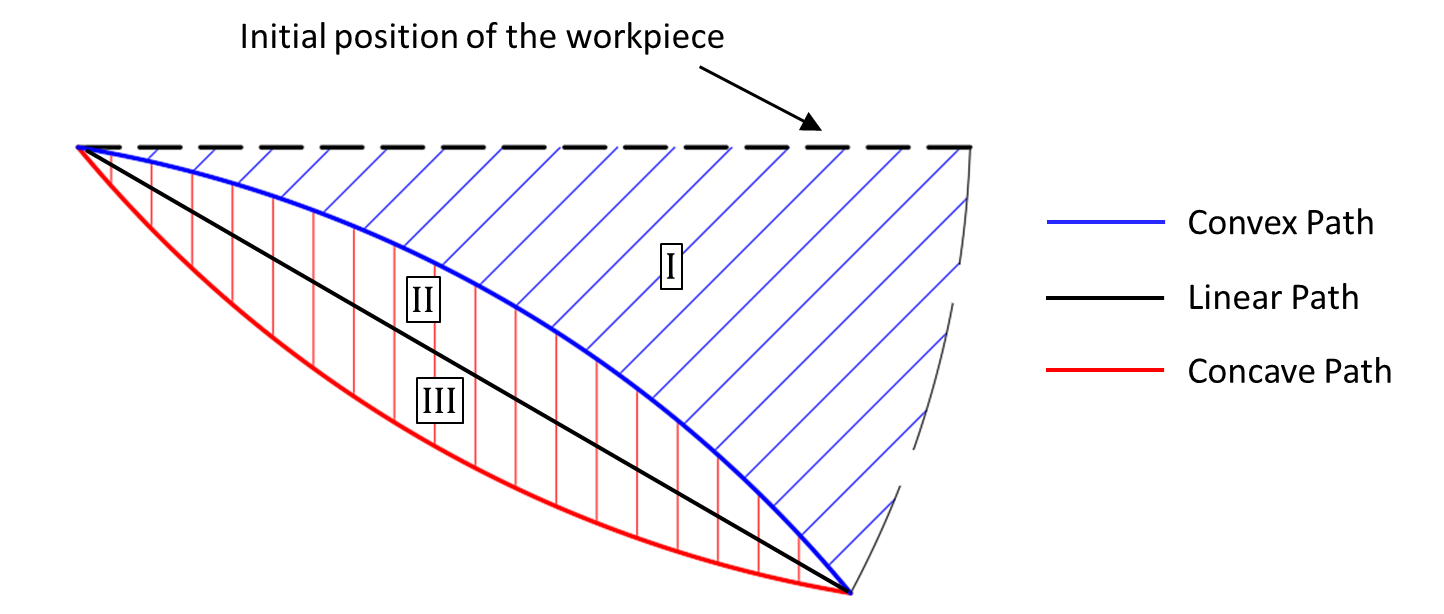 Initial position of the workpiece
I
II
III
Convex Path
Linear Path
Concave Path